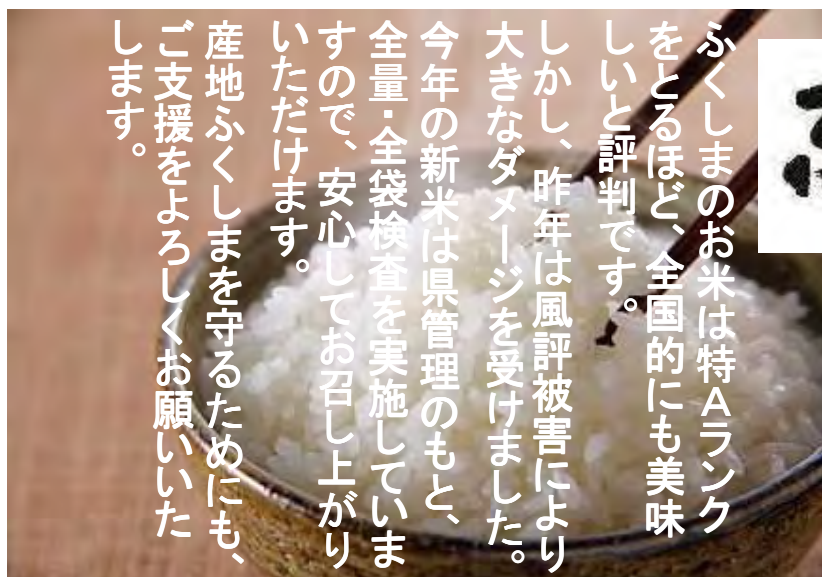 ふくしまのお米は特Aランク
をとるほど、全国的にも美味
しいと評判です。
しかし、昨年は風評被害により
大きなダメージを受けました。
今年の新米は県管理のもと、
全量・全袋検査を実施していま
すので、安心してお召し上がり
いただけます。
産地ふくしまを守るためにも、
ご支援をよろしくお願いいた
します。